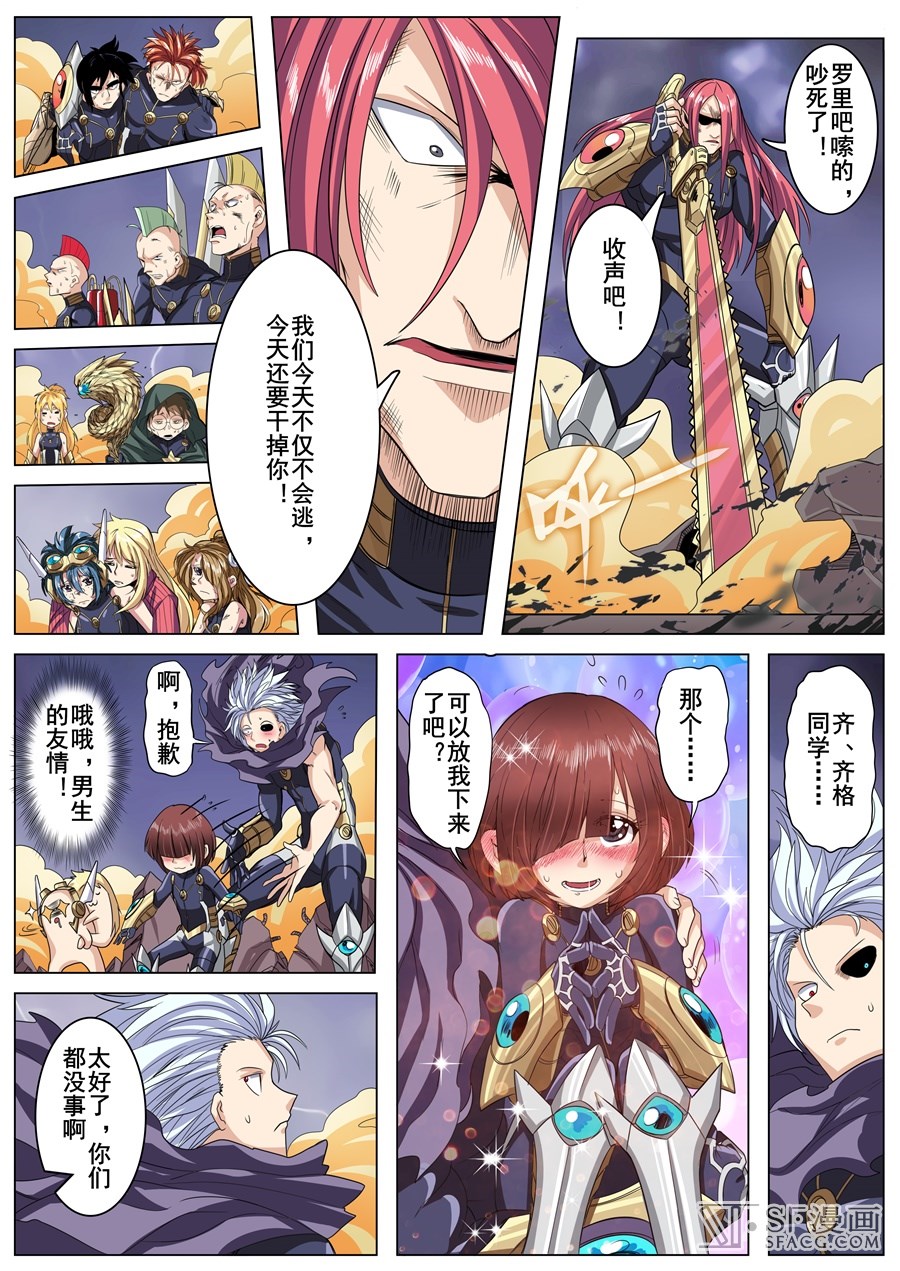 罗里吧嗦的，
吵死了！
收声吧！
呼一
我们今天不仅不会逃，
今天还要干掉你！
齐、齐格
同学……
那个……
可以放我下来
了吧？
啊，抱歉
哦哦，男生
的友情！
太好了，你们
都没事啊
SF漫画
SFACG.COM